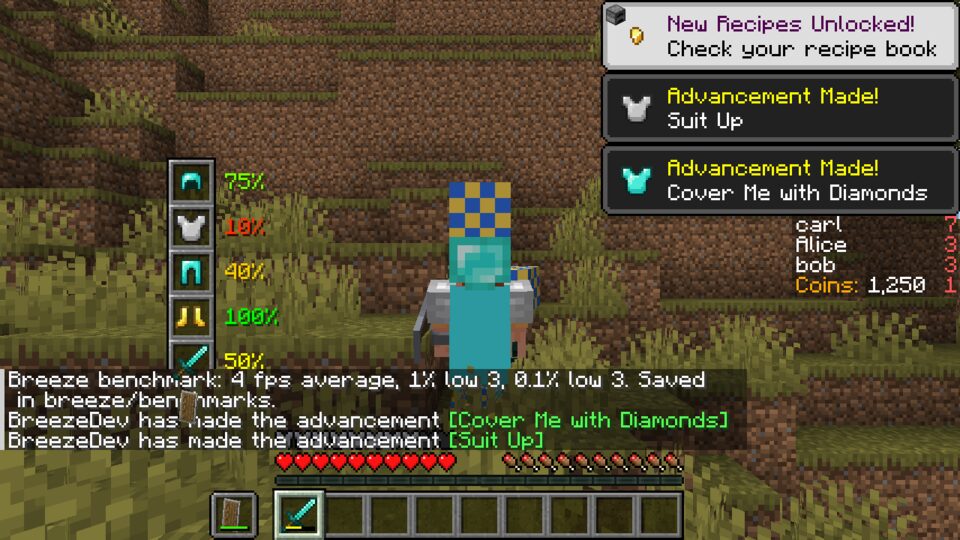 New Recipes Unlocked!
Check your recipe book
Advancement Made!
Suit Up
Advancement Made!
Cover Me with Diamonds
75%
10%
40%
100%
50%
carl 7
Alice 3
bob 3
Coins: 1,250 1
Breeze benchmark: 4 fps average, 1% low 3, 0.1% low 3. Saved
in breeze/benchmarks.
BreezeDev has made the advancement [Cover Me with Diamonds]
BreezeDev has made the advancement [Suit Up]